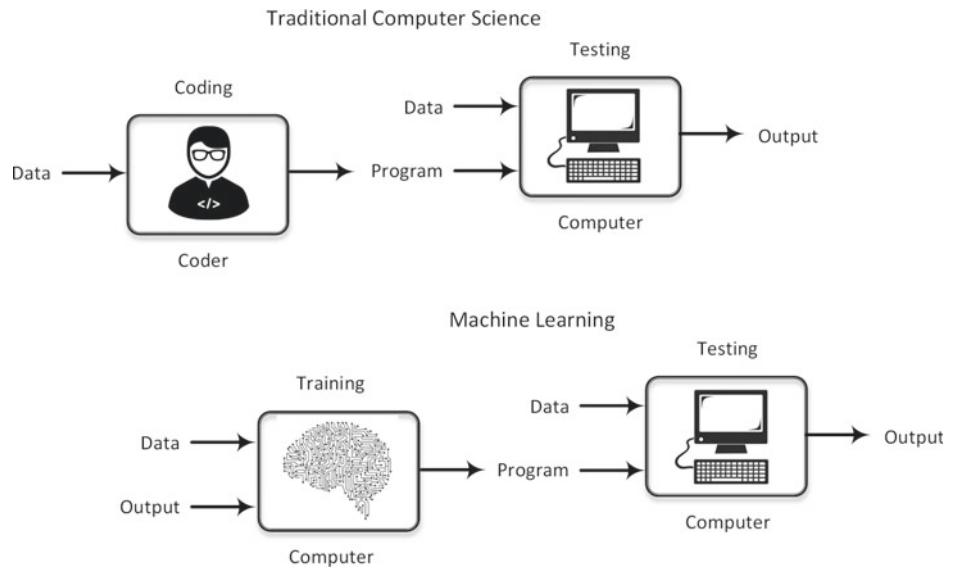 Traditional Computer Science
Testing
Coding
Data
Data
Program
Output
</>
Computer
Coder
Machine Learning
Testing
Training
Data
Data
Output
Program
Output
Computer
Computer